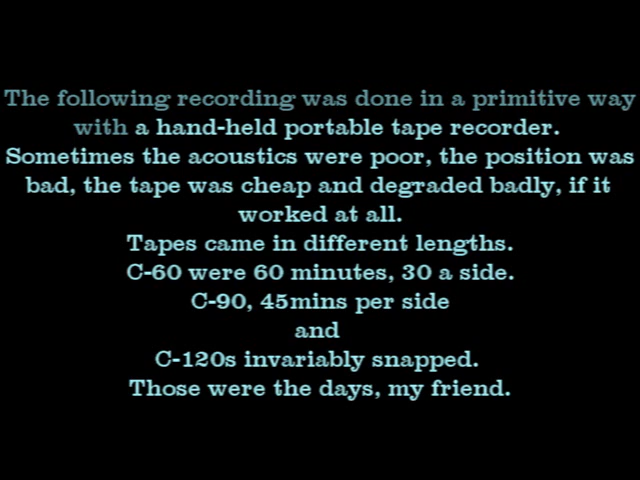 The following recording was done in a primitive way
with a hand-held portable tape recorder.
Sometimes the acoustics were poor, the position was
bad, the tape was cheap and degraded badly, if it
worked at all.
Tapes came in different lengths.
C-60 were 60 minutes, 30 a side.
C-90, 45mins per side
and
C-120s invariably snapped.
Those were the days, my friend.